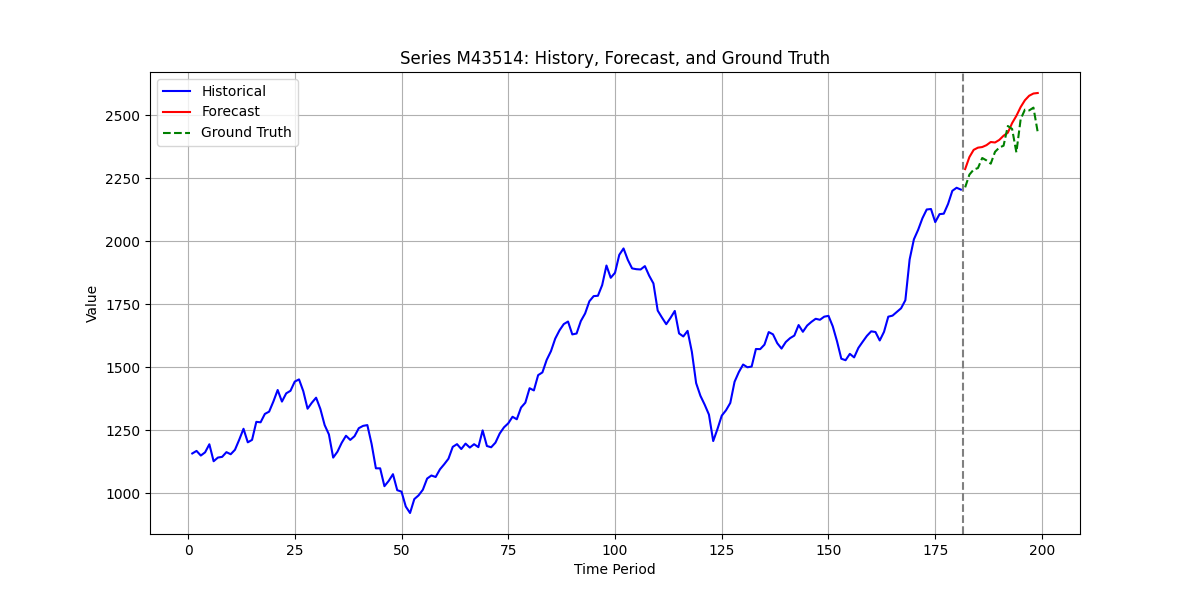 Series M43514: History, Forecast, and Ground Truth
Historical
Forecast
Ground Truth
2500
2250
2000
1750
1500
1250
1000
Value
0 25 50 75 100 125 150 175 200
Time Period